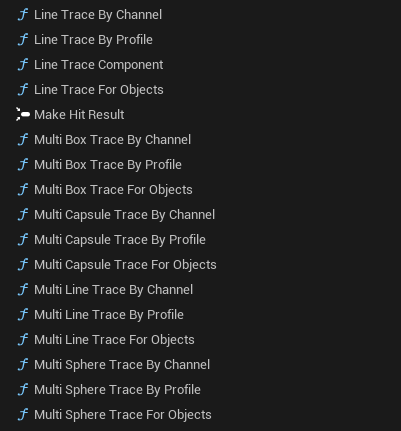 Line Trace By Channel
Line Trace By Profile
Line Trace Component
Line Trace For Objects
Make Hit Result
Multi Box Trace By Channel
Multi Box Trace By Profile
Multi Box Trace For Objects
Multi Capsule Trace By Channel
Multi Capsule Trace By Profile
Multi Capsule Trace For Objects
Multi Line Trace By Channel
Multi Line Trace By Profile
Multi Line Trace For Objects
Multi Sphere Trace By Channel
Multi Sphere Trace By Profile
Multi Sphere Trace For Objects